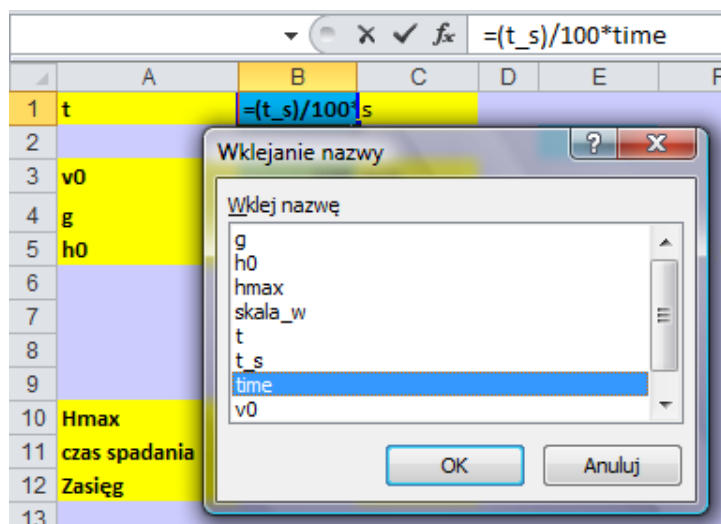 fx =(t_s)/100*time
A B C D E F
1 t =(t_s)/100* s
2
Wklejanie nazwy
3 v0
Wklej nazwę
4 g
g
5 h0
h0
6
hmax
7
skala_w
8
t
t_s
9
time
v0
10 Hmax
11 czas spadania
OK Anuluj
12 Zasięg
13